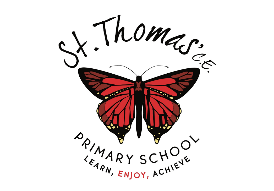 St. Thomas' C.E.
PRIMARY SCHOOL
LEARN, ENJOY, ACHIEVE